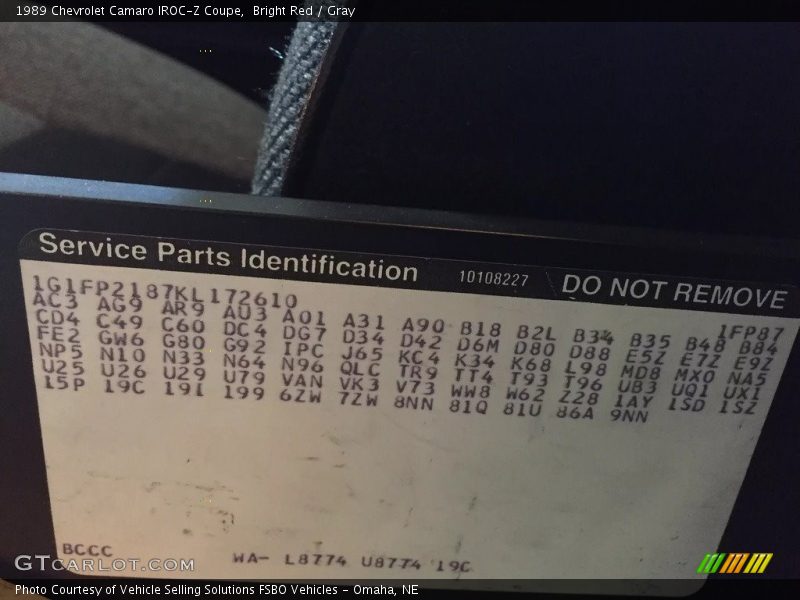 1989 Chevrolet Camaro IROC-Z Coupe, Bright Red / Gray
Service Parts Identification 10108227 DO NOT REMOVE
1G1FP2187KL172610 1FP87
AC3 AG9 AR9 AU3 A01 A31 A90 B18 B2L B34 B35 B48 B84
CD4 C49 C60 DC4 DG7 D34 D42 D6M D80 D88 E5Z E7Z E9Z
FE2 GW6 G80 G92 IPC J65 KC4 K34 K68 L98 MD8 MX0 NA5
NP5 N10 N33 N64 N96 QLC TR9 TT4 T93 T96 UB3 UQ1 UX1
U25 U26 U29 U79 VAN VK3 V73 WW8 W62 Z28 1AY 1SD 1SZ
15P 19C 19I 199 6ZW 7ZW 8NN 81Q 81U 86A 9NN
BCCC WA- L8774 U8774 19C
GTCARLOT.COM
Photo Courtesy of Vehicle Selling Solutions FSBO Vehicles - Omaha, NE